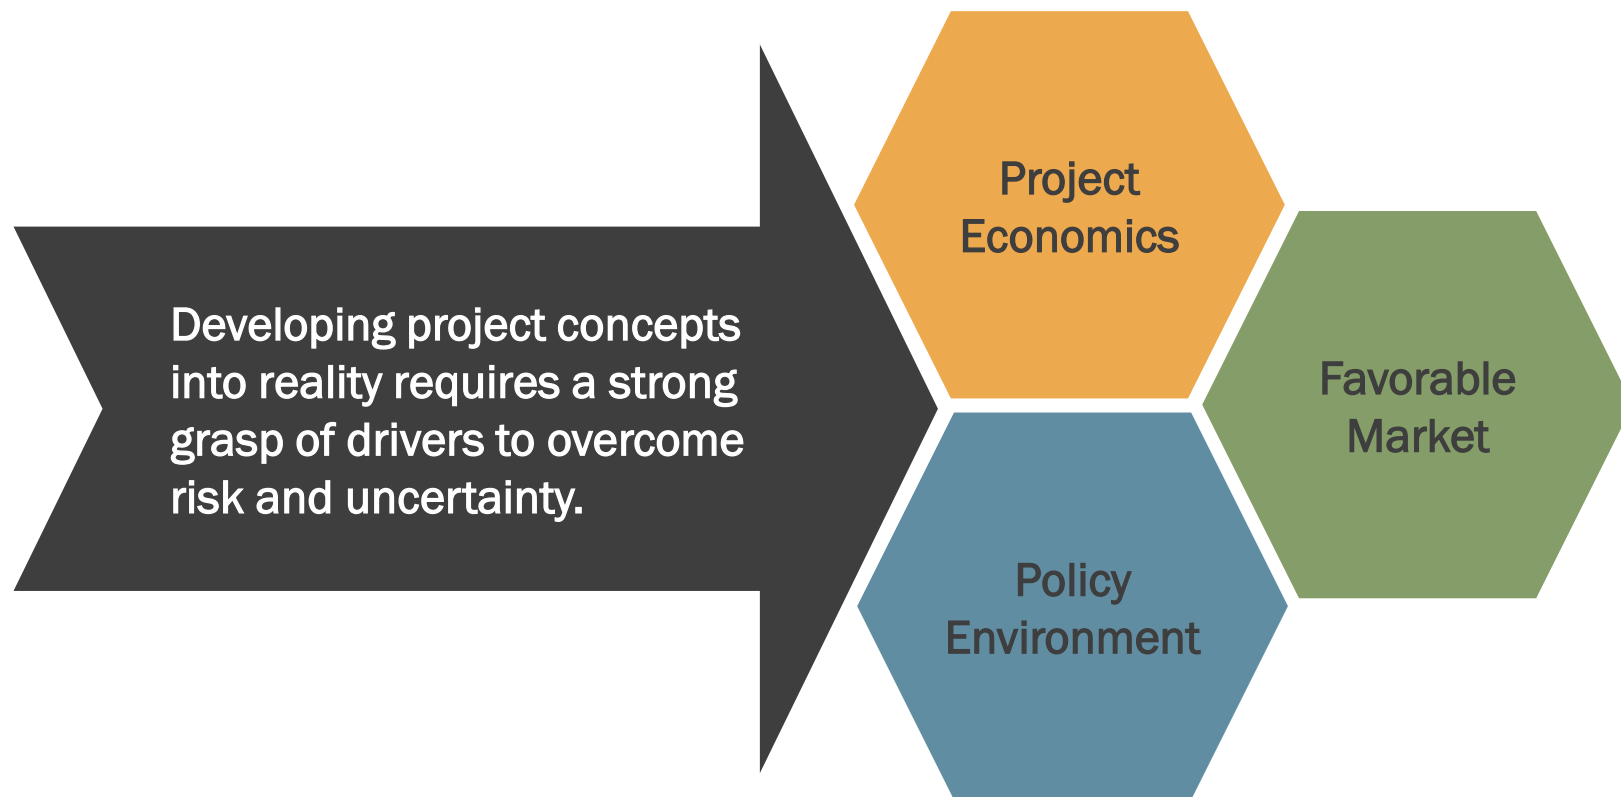 Developing project concepts
into reality requires a strong
grasp of drivers to overcome
risk and uncertainty.
Project
Economics
Favorable
Market
Policy
Environment